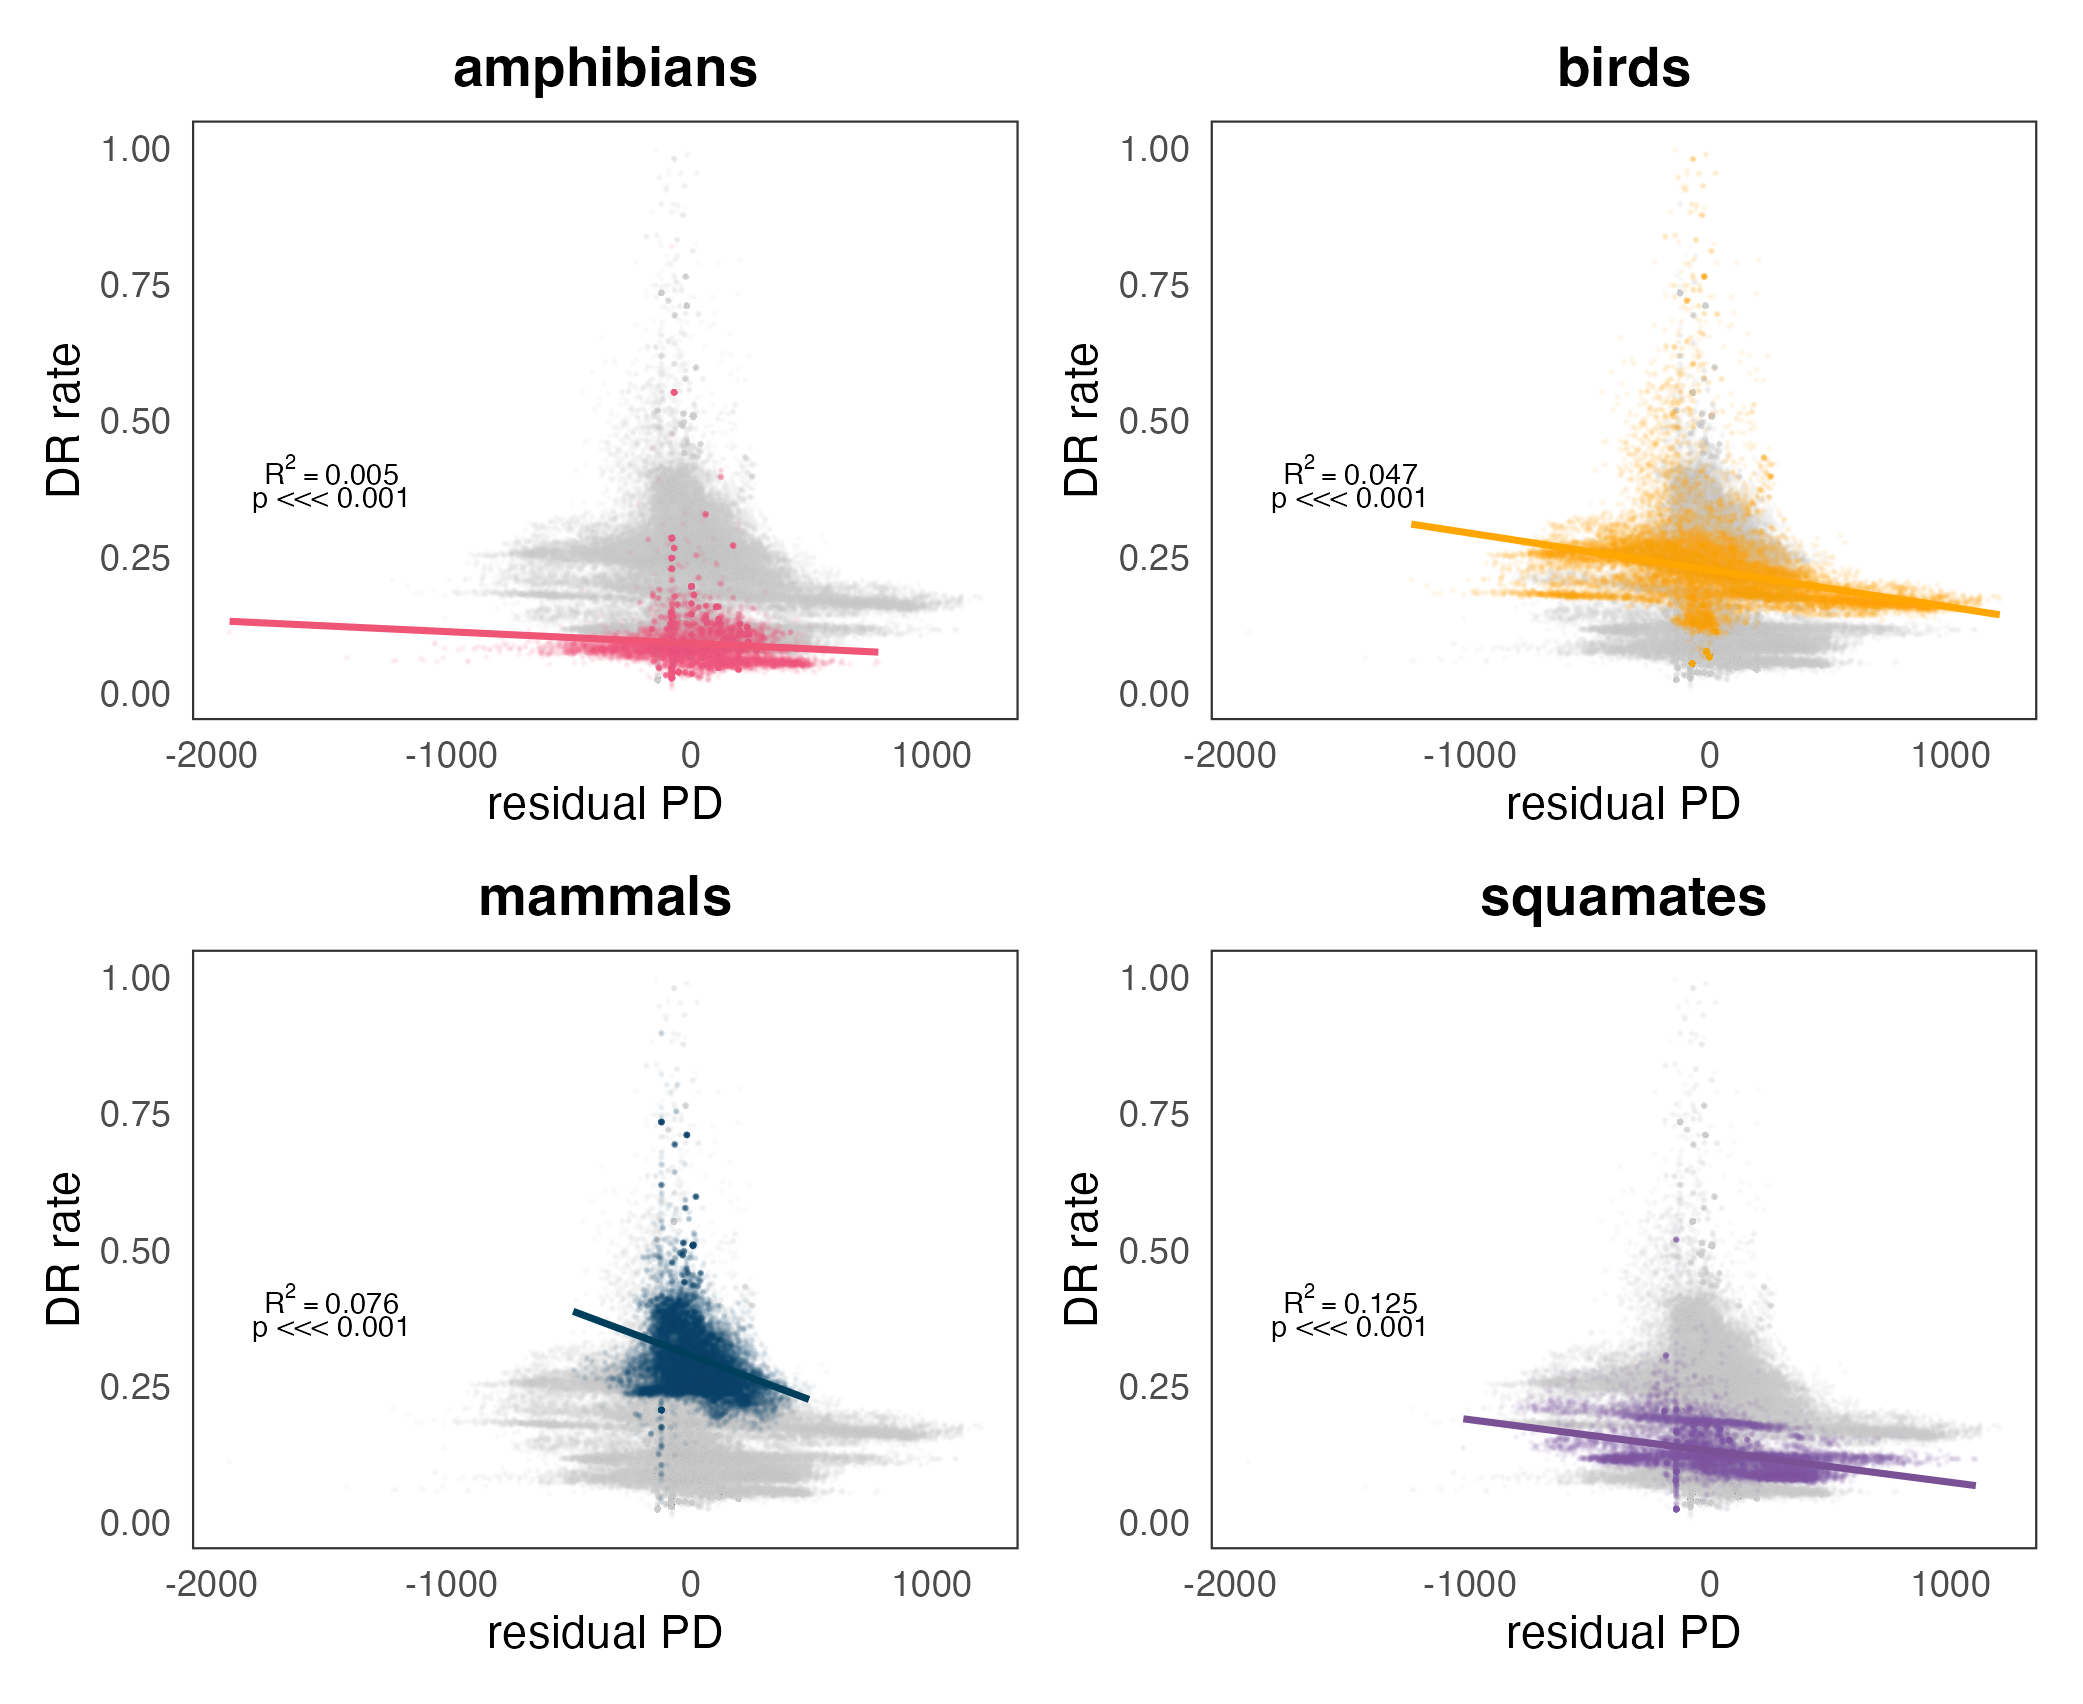 amphibians
1.00
0.75
0.50
0.25
0.00
DR rate
R² = 0.005
p <<< 0.001
-2000 -1000 0 1000
residual PD
birds
1.00
0.75
0.50
0.25
0.00
DR rate
R² = 0.047
p <<< 0.001
-2000 -1000 0 1000
residual PD
mammals
1.00
0.75
0.50
0.25
0.00
DR rate
R² = 0.076
p <<< 0.001
-2000 -1000 0 1000
residual PD
squamates
1.00
0.75
0.50
0.25
0.00
DR rate
R² = 0.125
p <<< 0.001
-2000 -1000 0 1000
residual PD